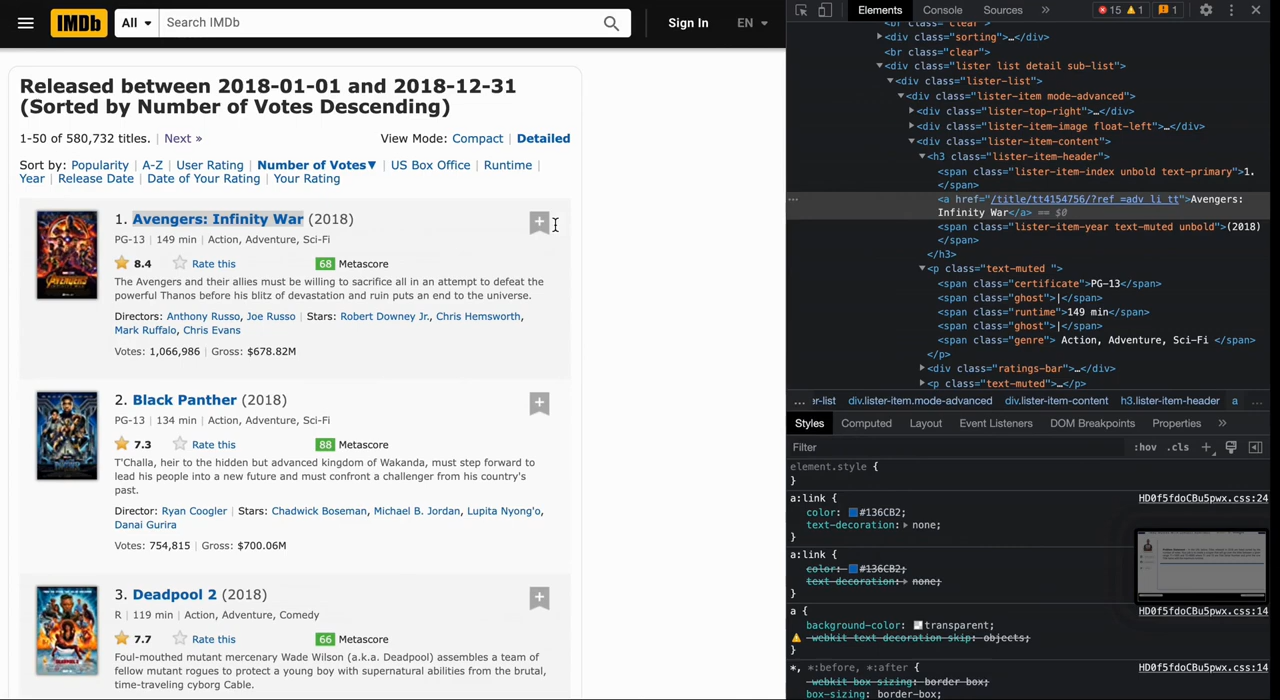 IMDb
All
Search IMDb
Sign In
EN
Released between 2018-01-01 and 2018-12-31
(Sorted by Number of Votes Descending)
1-50 of 580,732 titles. | Next »
View Mode: Compact | Detailed
Sort by: Popularity | A-Z | User Rating | Number of Votes▼ | US Box Office | Runtime |
Year | Release Date | Date of Your Rating | Your Rating
1. Avengers: Infinity War (2018)
PG-13 | 149 min | Action, Adventure, Sci-Fi
8.4 Rate this 68 Metascore
The Avengers and their allies must be willing to sacrifice all in an attempt to defeat the
powerful Thanos before his blitz of devastation and ruin puts an end to the universe.
Directors: Anthony Russo, Joe Russo | Stars: Robert Downey Jr., Chris Hemsworth,
Mark Ruffalo, Chris Evans
Votes: 1,066,986 | Gross: $678.82M
2. Black Panther (2018)
PG-13 | 134 min | Action, Adventure, Sci-Fi
7.3 Rate this 88 Metascore
T'Challa, heir to the hidden but advanced kingdom of Wakanda, must step forward to
lead his people into a new future and must confront a challenger from his country's
past.
Director: Ryan Coogler | Stars: Chadwick Boseman, Michael B. Jordan, Lupita Nyong'o,
Danai Gurira
Votes: 754,815 | Gross: $700.06M
3. Deadpool 2 (2018)
R | 119 min | Action, Adventure, Comedy
7.7 Rate this 66 Metascore
Foul-mouthed mutant mercenary Wade Wilson (a.k.a. Deadpool) assembles a team of
fellow mutant rogues to protect a young boy with supernatural abilities from the brutal,
time-traveling cyborg Cable.
Elements Console Sources » 15 1 1
<br class="clear">
<div class="sorting">…</div>
<br class="clear">
<div class="lister list detail sub-list">
<div class="lister-list">
<div class="lister-item mode-advanced">
<div class="lister-top-right">…</div>
<div class="lister-item-image float-left">…</div>
<div class="lister-item-content">
<h3 class="lister-item-header">
<span class="lister-item-index unbold text-primary">1.
</span>
<a href="/title/tt4154756/?ref_=adv_li_tt">Avengers:
Infinity War</a> == $0
<span class="lister-item-year text-muted unbold">(2018)
</span>
</h3>
<p class="text-muted ">
<span class="certificate">PG-13</span>
<span class="ghost">|</span>
<span class="runtime">149 min</span>
<span class="ghost">|</span>
<span class="genre"> Action, Adventure, Sci-Fi </span>
</p>
<div class="ratings-bar">…</div>
<p class="text-muted">…</p>
… er-list div.lister-item.mode-advanced div.lister-item-content h3.lister-item-header a …
Styles Computed Layout Event Listeners DOM Breakpoints Properties »
Filter :hov .cls +
element.style {
}
a:link { HD0f5fdoCBu5pwx.css:24
color: #136CB2;
text-decoration: none;
}
a:link {
color: #136CB2;
text-decoration: none;
}
a { HD0f5fdoCBu5pwx.css:14
background-color: transparent;
-webkit-text-decoration-skip: objects;
}
*, *:before, *:after { HD0f5fdoCBu5pwx.css:14
-webkit-box-sizing: border-box;
box-sizing: border-box;